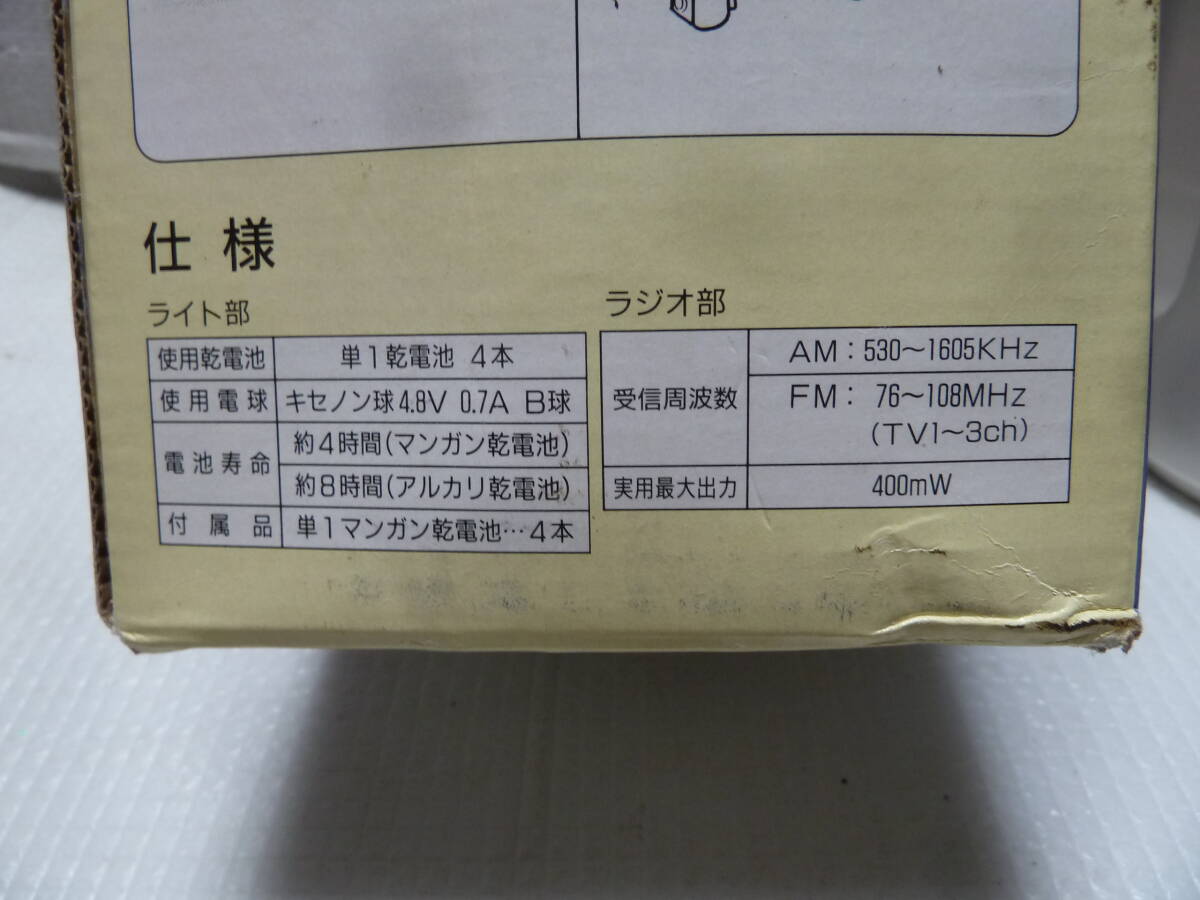 仕様
ライト部
使用乾電池 単1乾電池 4本
使用電球 キセノン球4.8V 0.7A B球
電池寿命 約4時間(マンガン乾電池)
約8時間(アルカリ乾電池)
付属品 単1マンガン乾電池…4本
ラジオ部
受信周波数 AM:530〜1605KHz
FM: 76〜108MHz
(TV1〜3ch)
実用最大出力 400mW